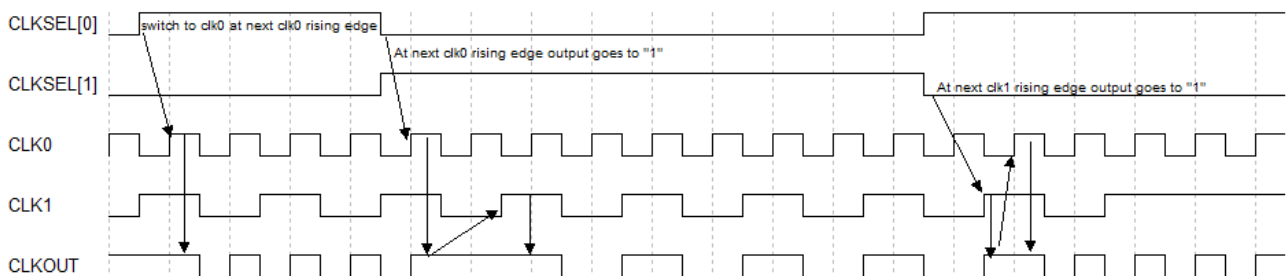 CLKSEL[0]
switch to clk0 at next clk0 rising edge
At next clk0 rising edge output goes to "1"
CLKSEL[1]
At next clk1 rising edge output goes to "1"
CLK0
CLK1
CLKOUT